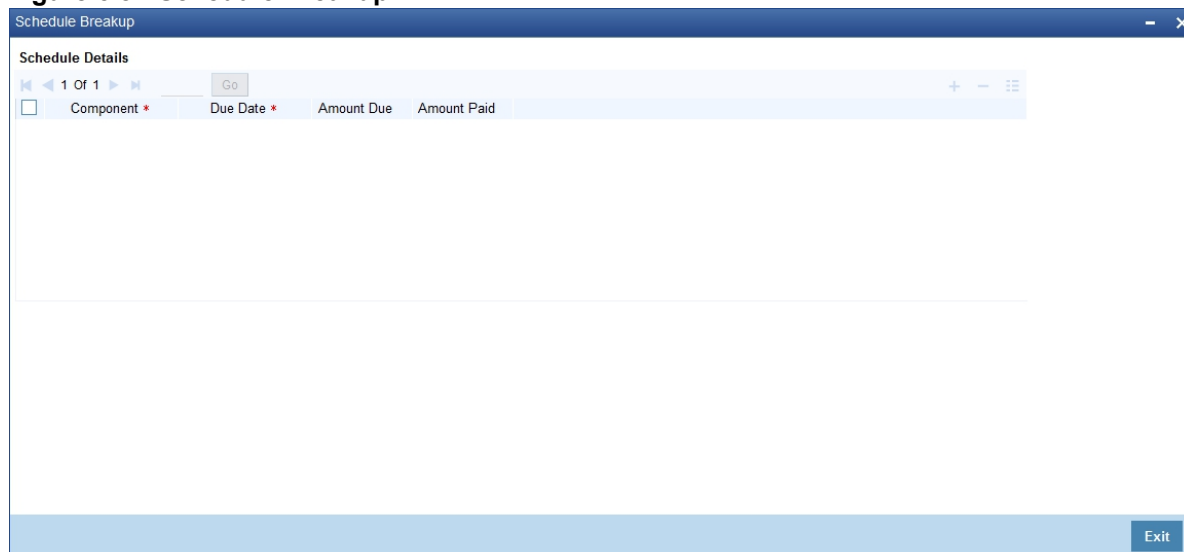 Schedule Breakup
Schedule Details
1 Of 1 Go
Component * Due Date * Amount Due Amount Paid
Exit